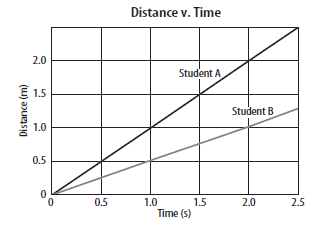 Distance v. Time
Distance (m)
2.0
1.5
1.0
0.5
0
Student A
Student B
0 0.5 1.0 1.5 2.0 2.5
Time (s)